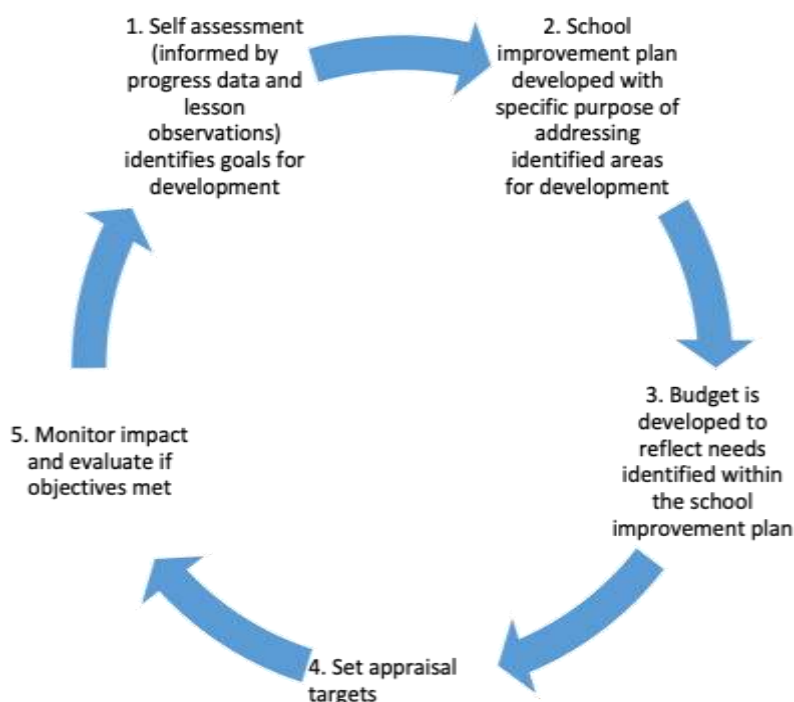 1. Self assessment
(informed by
progress data and
lesson
observations)
identifies goals for
development
2. School
improvement plan
developed with
specific purpose of
addressing
identified areas
for development
3. Budget is
developed to
reflect needs
identified within
the school
improvement plan
4. Set appraisal
targets
5. Monitor impact
and evaluate if
objectives met